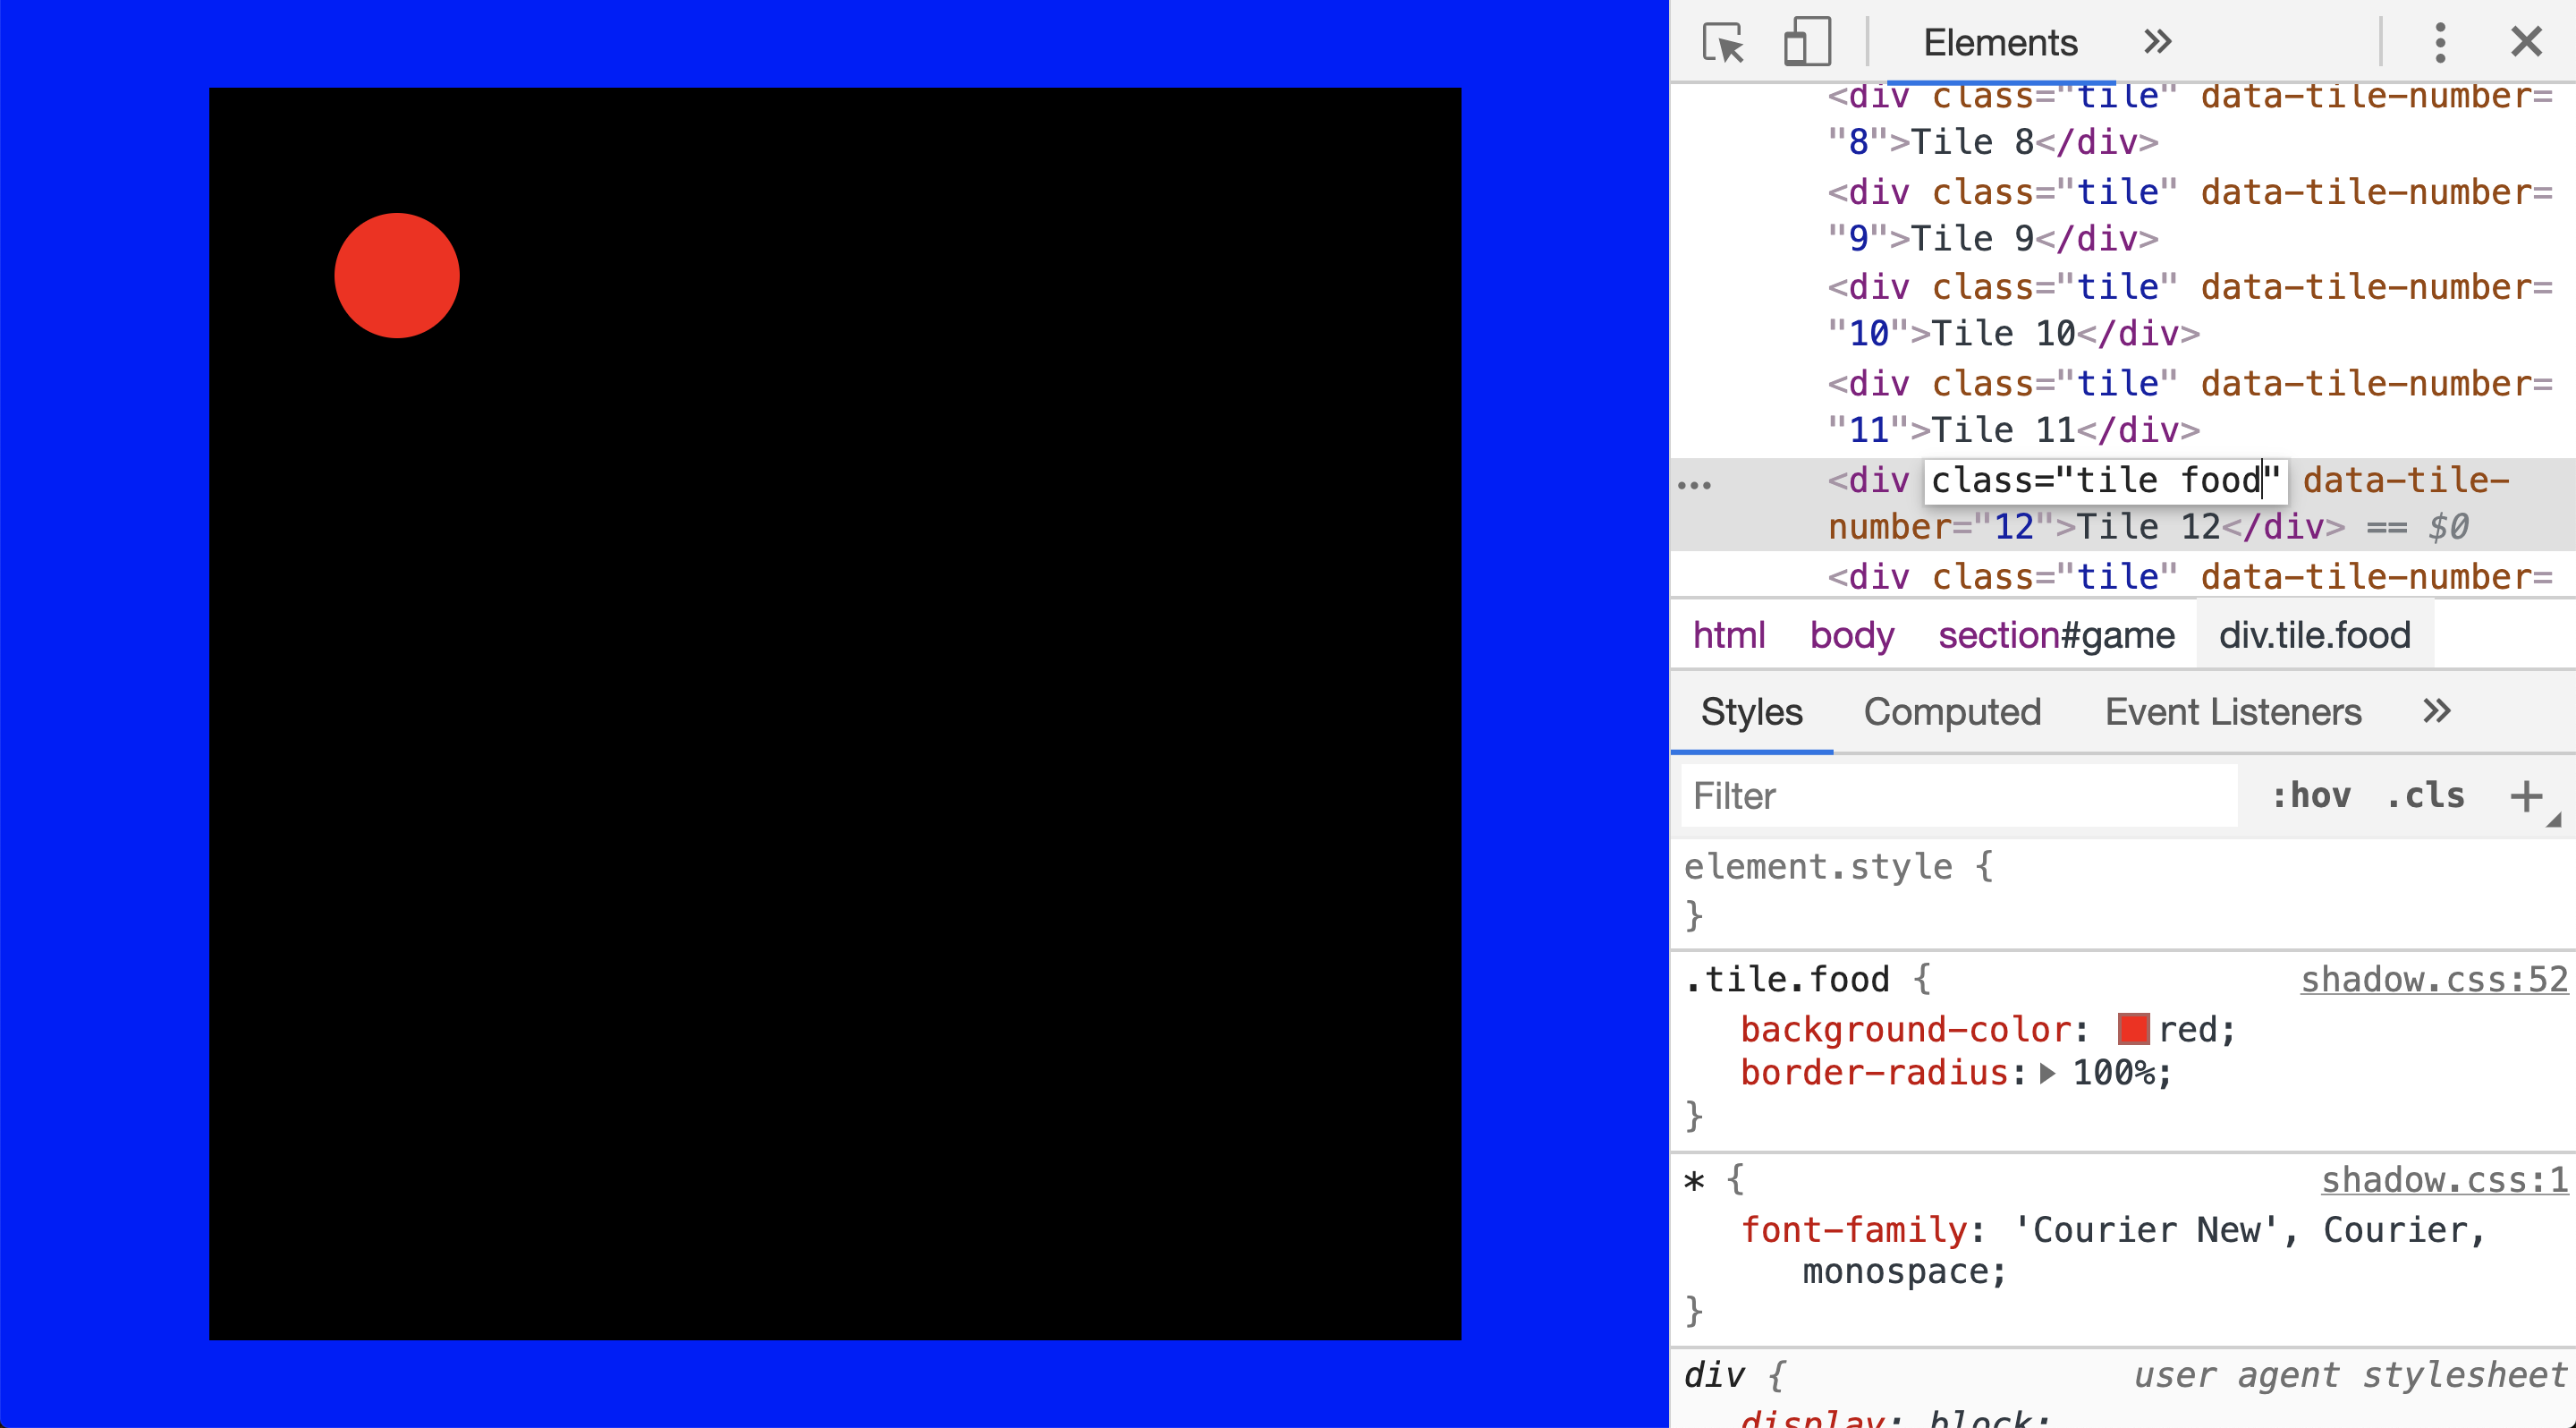 Elements
<div class="tile" data-tile-number=
"8">Tile 8</div>
<div class="tile" data-tile-number=
"9">Tile 9</div>
<div class="tile" data-tile-number=
"10">Tile 10</div>
<div class="tile" data-tile-number=
"11">Tile 11</div>
<div class="tile food" data-tile-
number="12">Tile 12</div> == $0
<div class="tile" data-tile-number=
html body section#game div.tile.food
Styles Computed Event Listeners
Filter :hov .cls +
element.style {
}
.tile.food { shadow.css:52
background-color: red;
border-radius: 100%;
}
* { shadow.css:1
font-family: 'Courier New', Courier,
monospace;
}
div { user agent stylesheet
display: block;